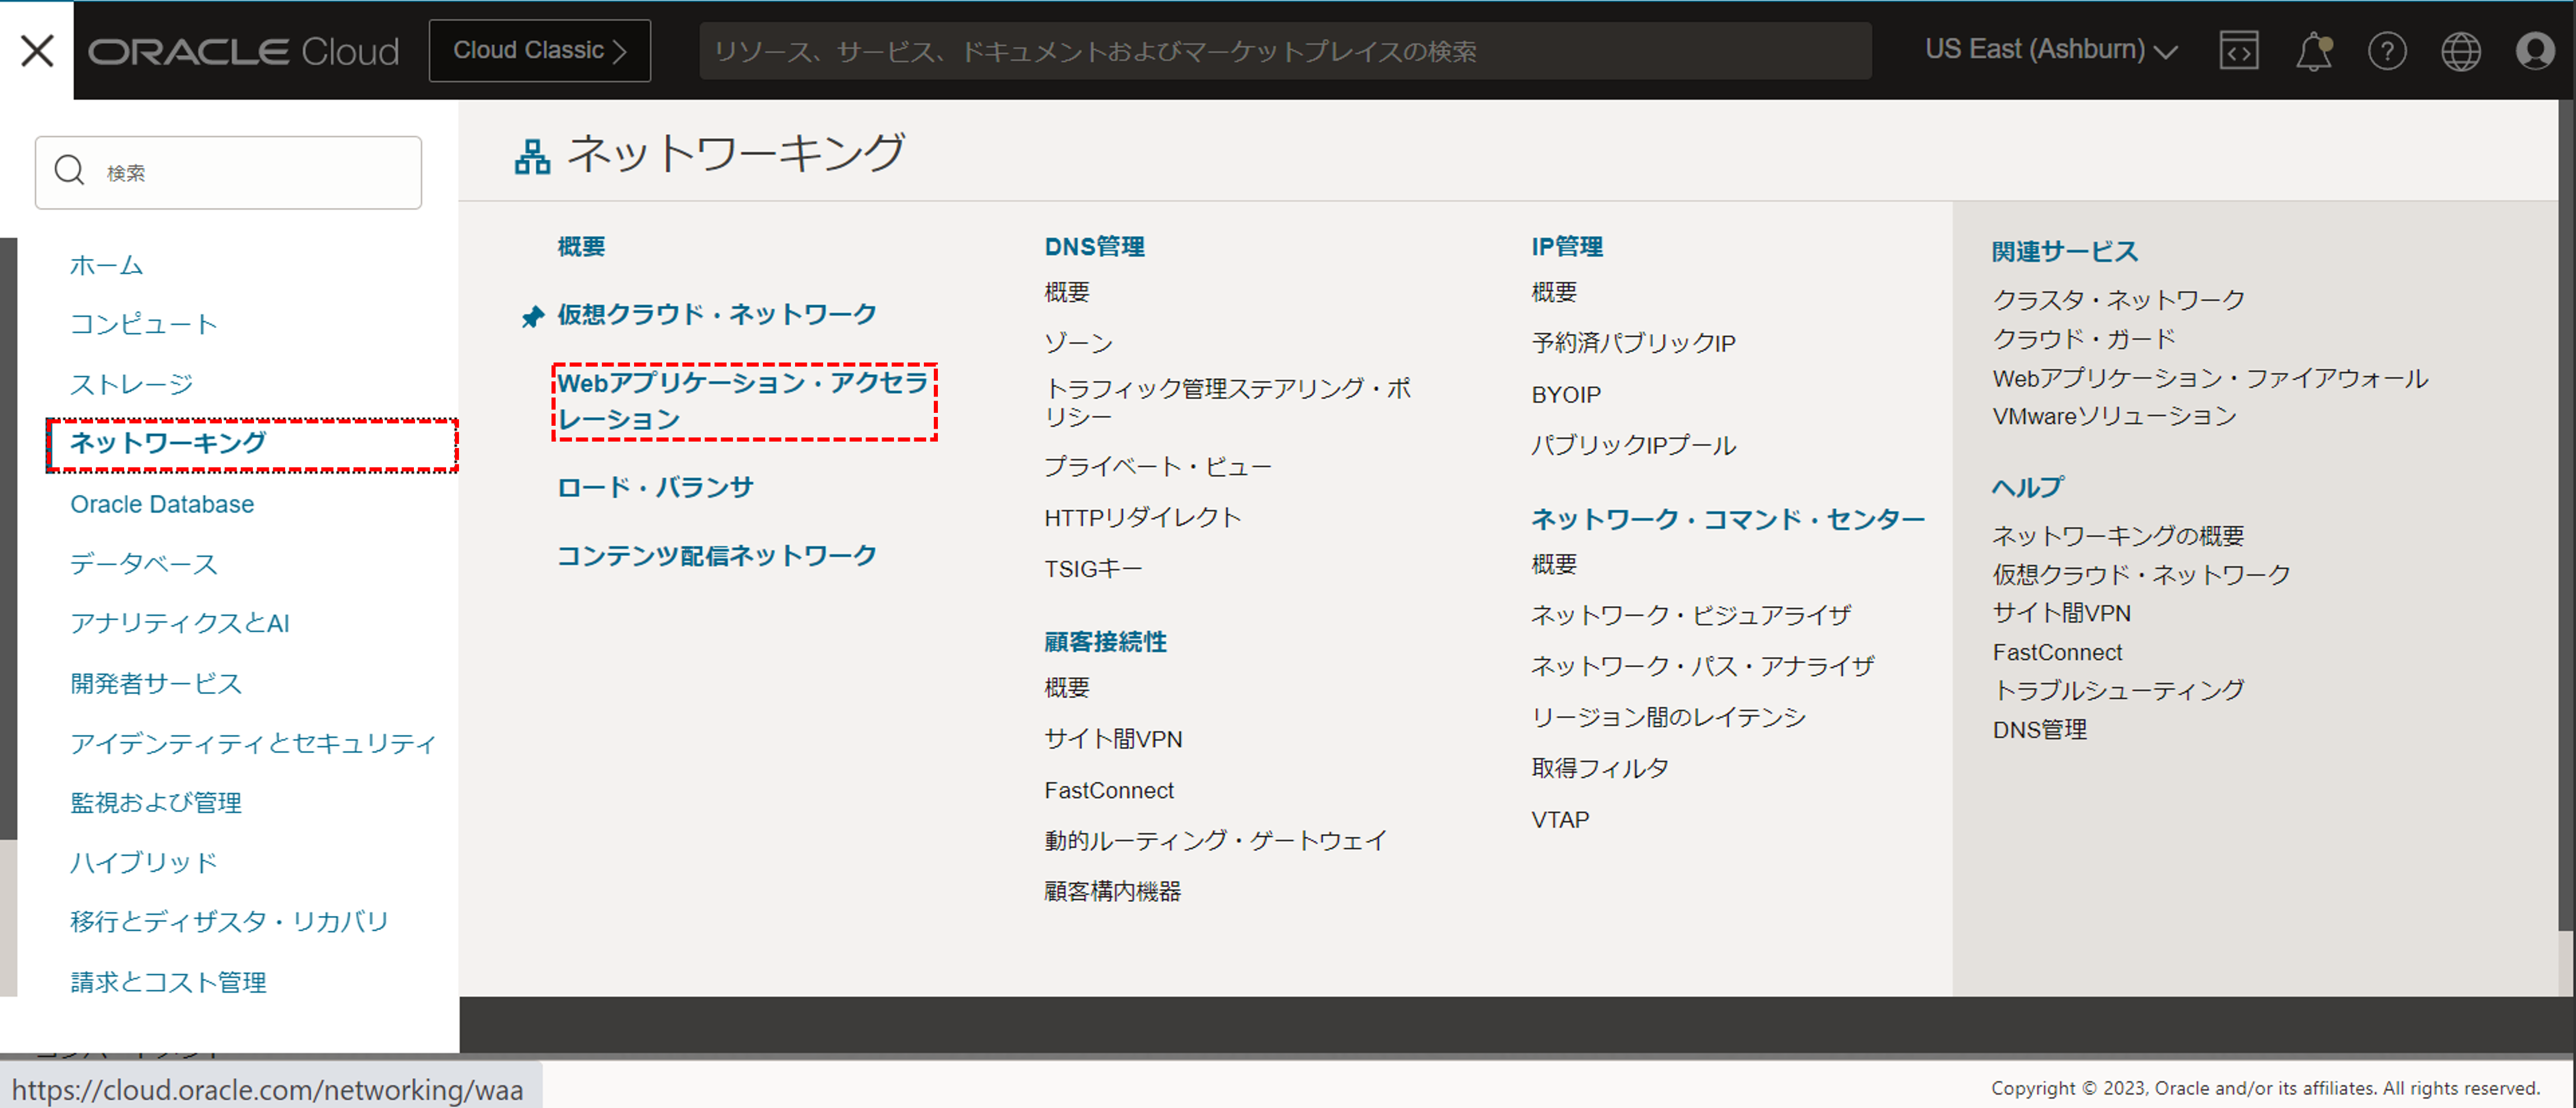 ORACLE Cloud
Cloud Classic
リソース、サービス、ドキュメントおよびマーケットプレイスの検索
US East (Ashburn)
検索
ホーム
コンピュート
ストレージ
ネットワーキング
Oracle Database
データベース
アナリティクスとAI
開発者サービス
アイデンティティとセキュリティ
監視および管理
ハイブリッド
移行とディザスタ・リカバリ
請求とコスト管理
ネットワーキング
概要
仮想クラウド・ネットワーク
Webアプリケーション・アクセラ
レーション
ロード・バランサ
コンテンツ配信ネットワーク
DNS管理
概要
ゾーン
トラフィック管理ステアリング・ポ
リシー
プライベート・ビュー
HTTPリダイレクト
TSIGキー
顧客接続性
概要
サイト間VPN
FastConnect
動的ルーティング・ゲートウェイ
顧客構内機器
IP管理
概要
予約済パブリックIP
BYOIP
パブリックIPプール
ネットワーク・コマンド・センター
概要
ネットワーク・ビジュアライザ
ネットワーク・パス・アナライザ
リージョン間のレイテンシ
取得フィルタ
VTAP
関連サービス
クラスタ・ネットワーク
クラウド・ガード
Webアプリケーション・ファイアウォール
VMwareソリューション
ヘルプ
ネットワーキングの概要
仮想クラウド・ネットワーク
サイト間VPN
FastConnect
トラブルシューティング
DNS管理
https://cloud.oracle.com/networking/waa
Copyright © 2023, Oracle and/or its affiliates. All rights reserved.